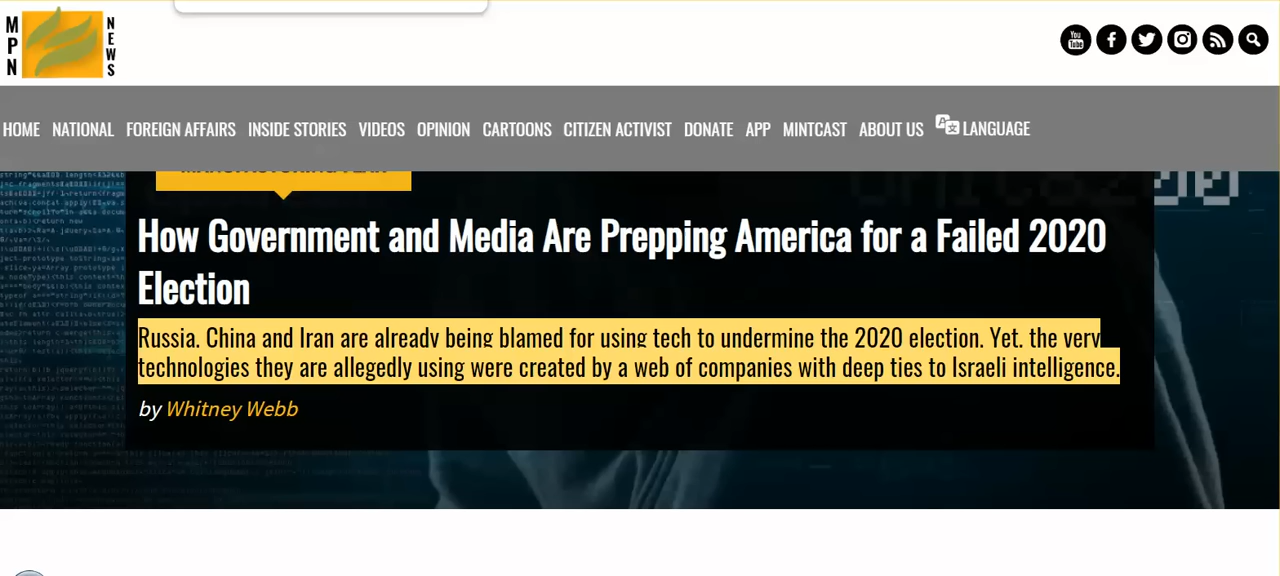 MPN NEWS
You Tube
HOME NATIONAL FOREIGN AFFAIRS INSIDE STORIES VIDEOS OPINION CARTOONS CITIZEN ACTIVIST DONATE APP MINTCAST ABOUT US LANGUAGE
How Government and Media Are Prepping America for a Failed 2020
Election
Russia, China and Iran are already being blamed for using tech to undermine the 2020 election. Yet, the very
technologies they are allegedly using were created by a web of companies with deep ties to Israeli intelligence.
by Whitney Webb